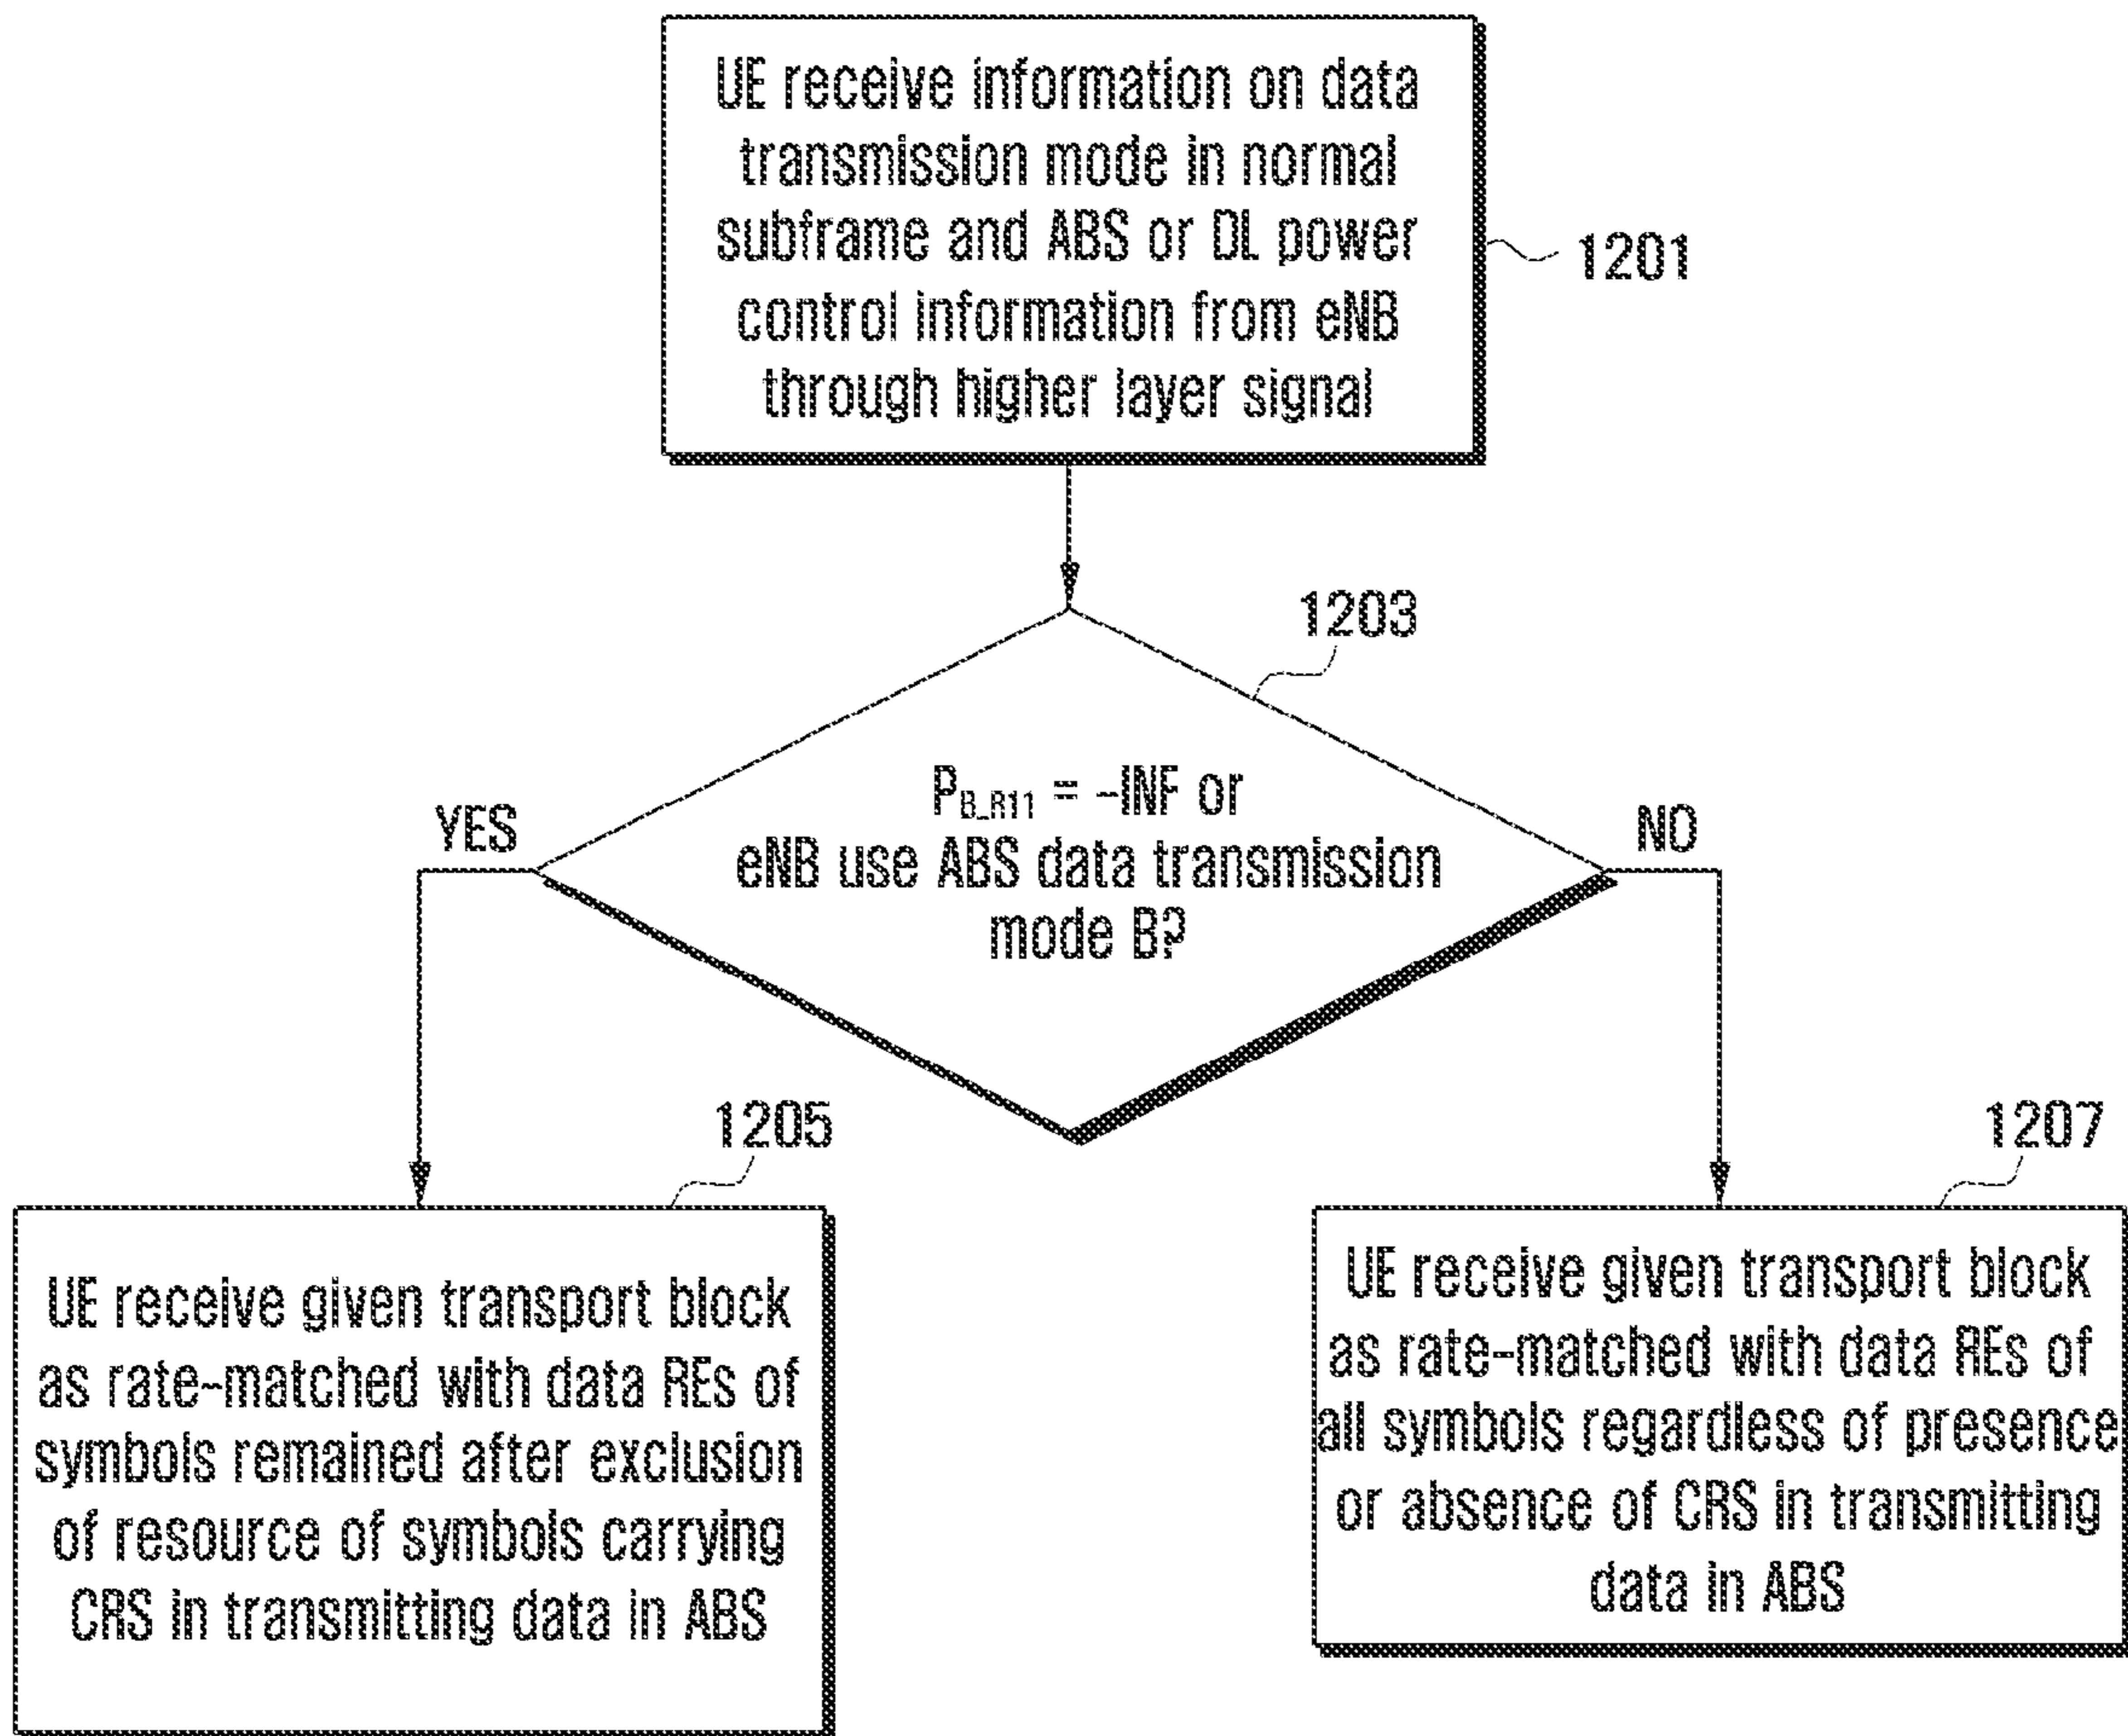 UE receive information on data
transmission mode in normal
subframe and ABS or DL power
control information from eNB
through higher layer signal
1201
1203
P_B_R11 = -INF or
eNB use ABS data transmission
mode B?
YES
NO
1205
UE receive given transport block
as rate-matched with data REs of
symbols remained after exclusion
of resource of symbols carrying
CRS in transmitting data in ABS
1207
UE receive given transport block
as rate-matched with data REs of
all symbols regardless of presence
or absence of CRS in transmitting
data in ABS